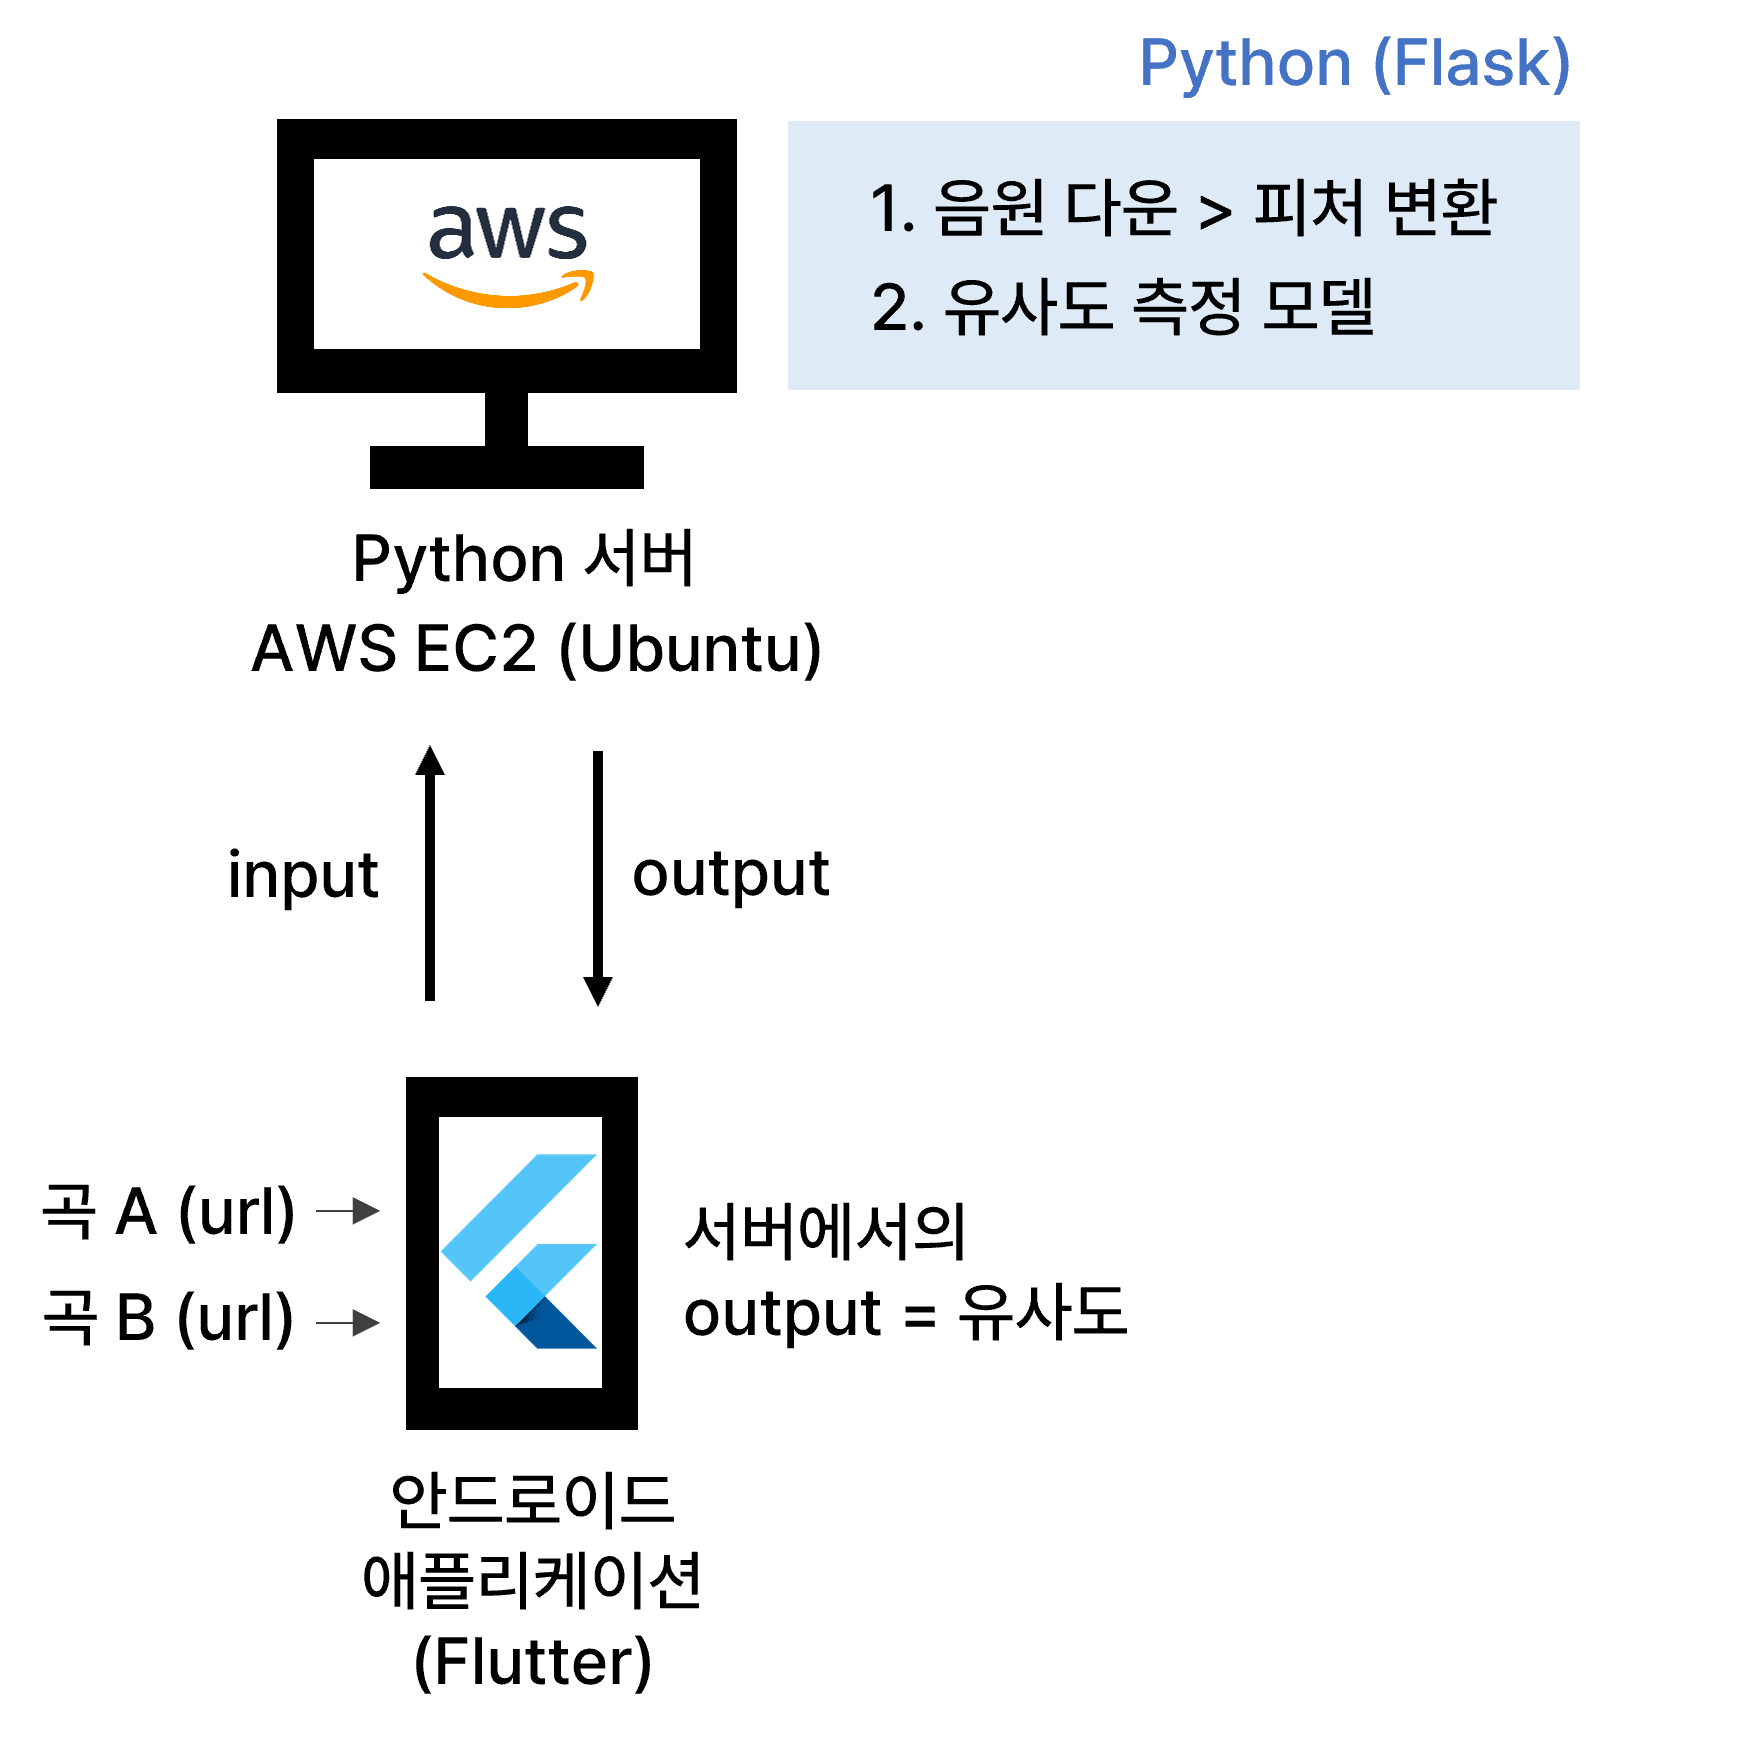 Python (Flask)
aws
1. 음원 다운 > 피처 변환
2. 유사도 측정 모델
Python 서버
AWS EC2 (Ubuntu)
input
output
곡 A (url)
곡 B (url)
서버에서의
output = 유사도
안드로이드
애플리케이션
(Flutter)